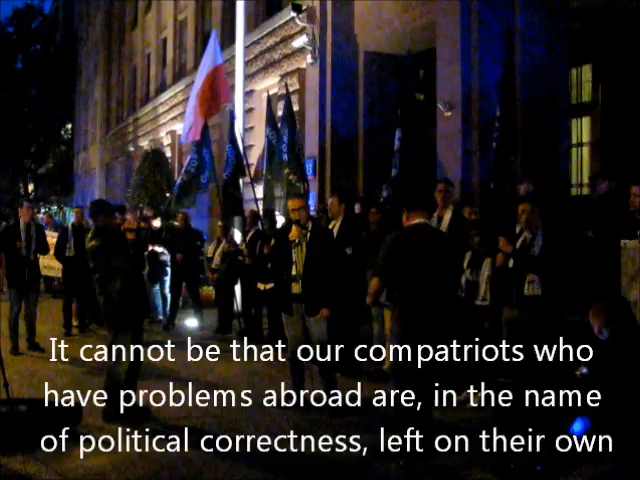 It cannot be that our compatriots who
have problems abroad are, in the name
of political correctness, left on their own